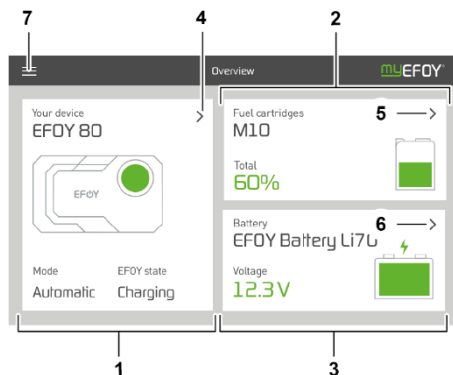 7
4
2
Overview
myEFOY
Your device
EFOY 80
EFOY
Mode
EFOY state
Automatic
Charging
Fuel cartridges
5
M10
Total
60%
Battery
6
EFOY Battery Li70
Voltage
12.3 V
1
3